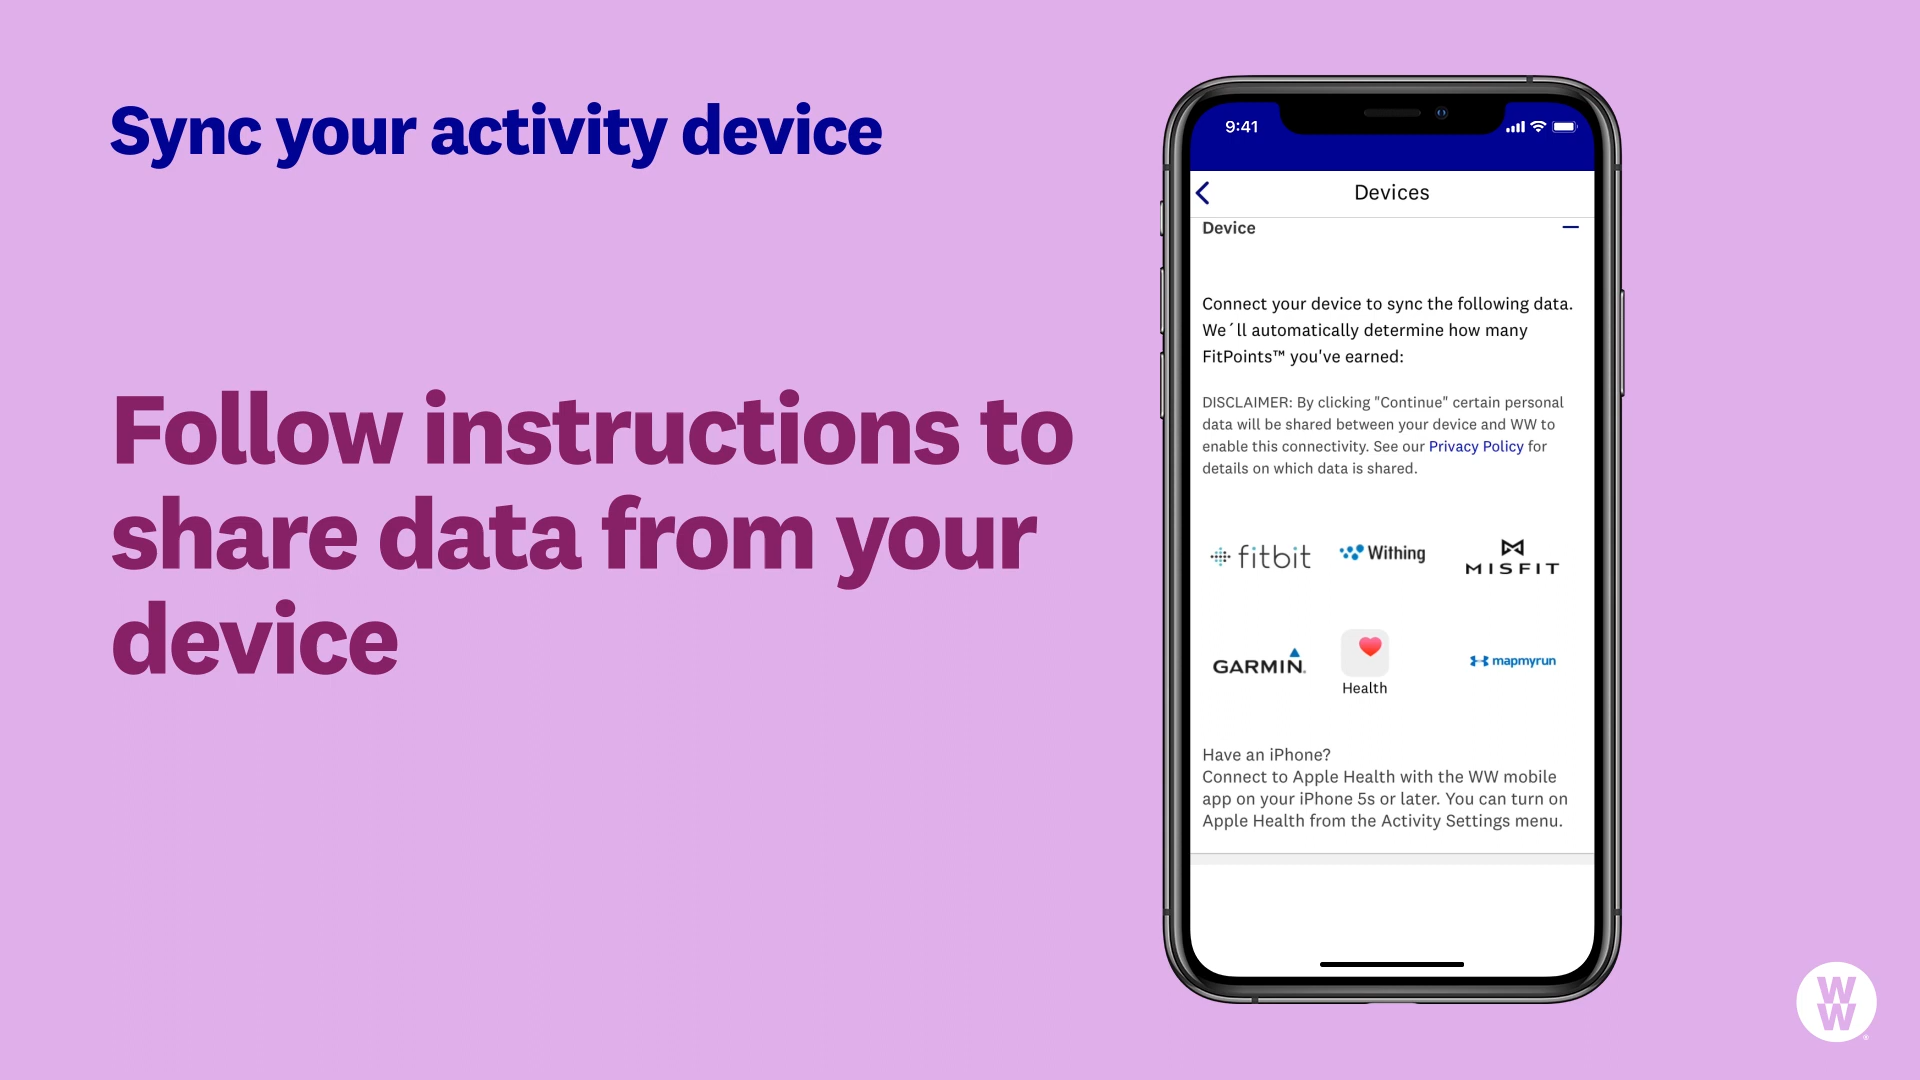 Sync your activity device
Follow instructions to
share data from your
device
9:41
Devices
Device
Connect your device to sync the following data.
We´ll automatically determine how many
FitPoints™ you've earned:
DISCLAIMER: By clicking "Continue" certain personal
data will be shared between your device and WW to
enable this connectivity. See our Privacy Policy for
details on which data is shared.
fitbit Withing MISFIT
GARMIN® mapmyrun
Health
Have an iPhone?
Connect to Apple Health with the WW mobile
app on your iPhone 5s or later. You can turn on
Apple Health from the Activity Settings menu.
W
W
®